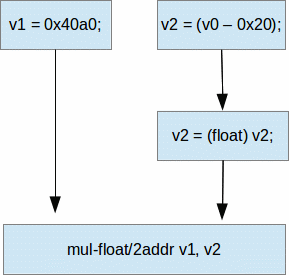 v1 = 0x40a0;
v2 = (v0 – 0x20);
v2 = (float) v2;
mul-float/2addr v1, v2